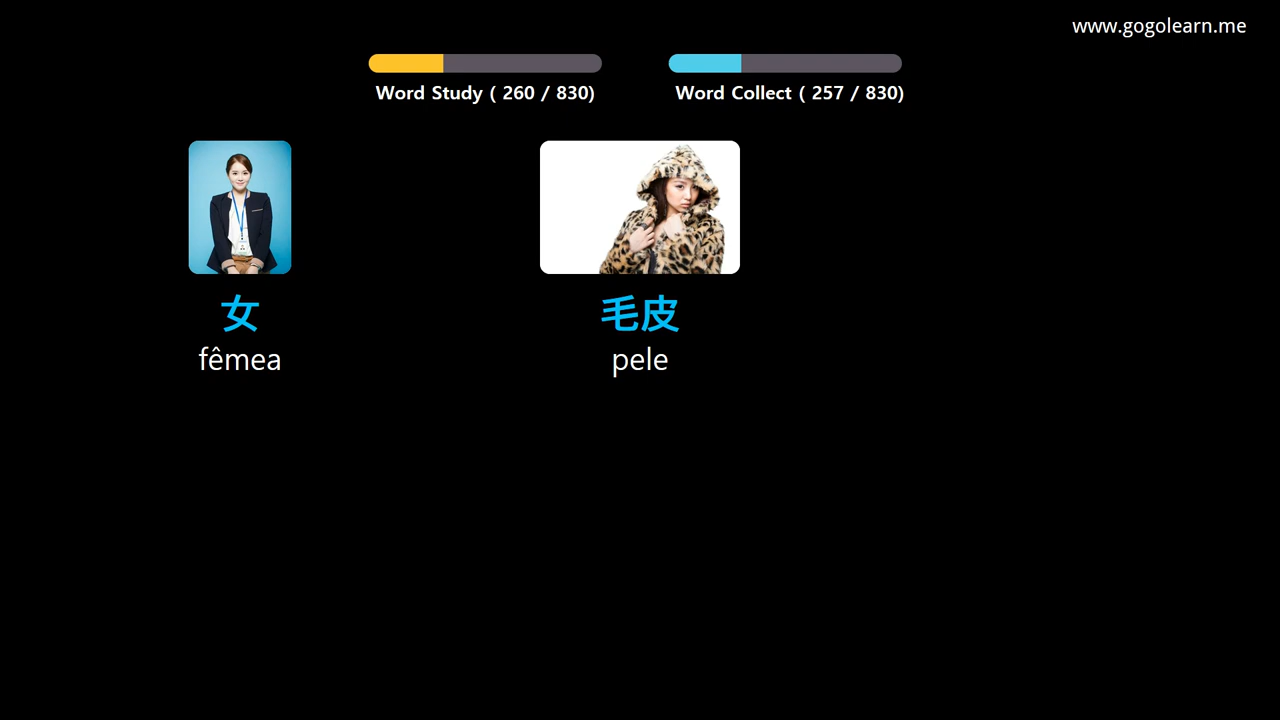 www.gogolearn.me
Word Study ( 260 / 830)
Word Collect ( 257 / 830)
女
fêmea
毛皮
pele